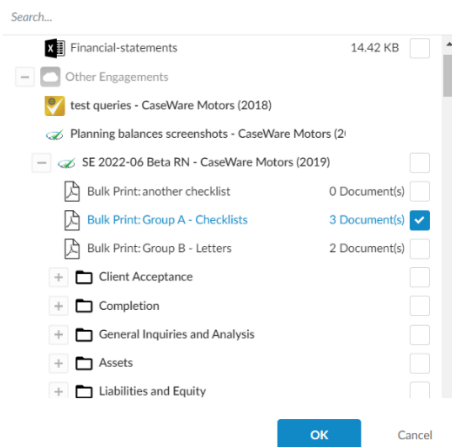 Search...
Financial-statements 14.42 KB
Other Engagements
test queries - CaseWare Motors (2018)
Planning balances screenshots - CaseWare Motors (2
SE 2022-06 Beta RN - CaseWare Motors (2019)
Bulk Print: another checklist 0 Document(s)
Bulk Print: Group A - Checklists 3 Document(s)
Bulk Print: Group B - Letters 2 Document(s)
Client Acceptance
Completion
General Inquiries and Analysis
Assets
Liabilities and Equity
OK Cancel